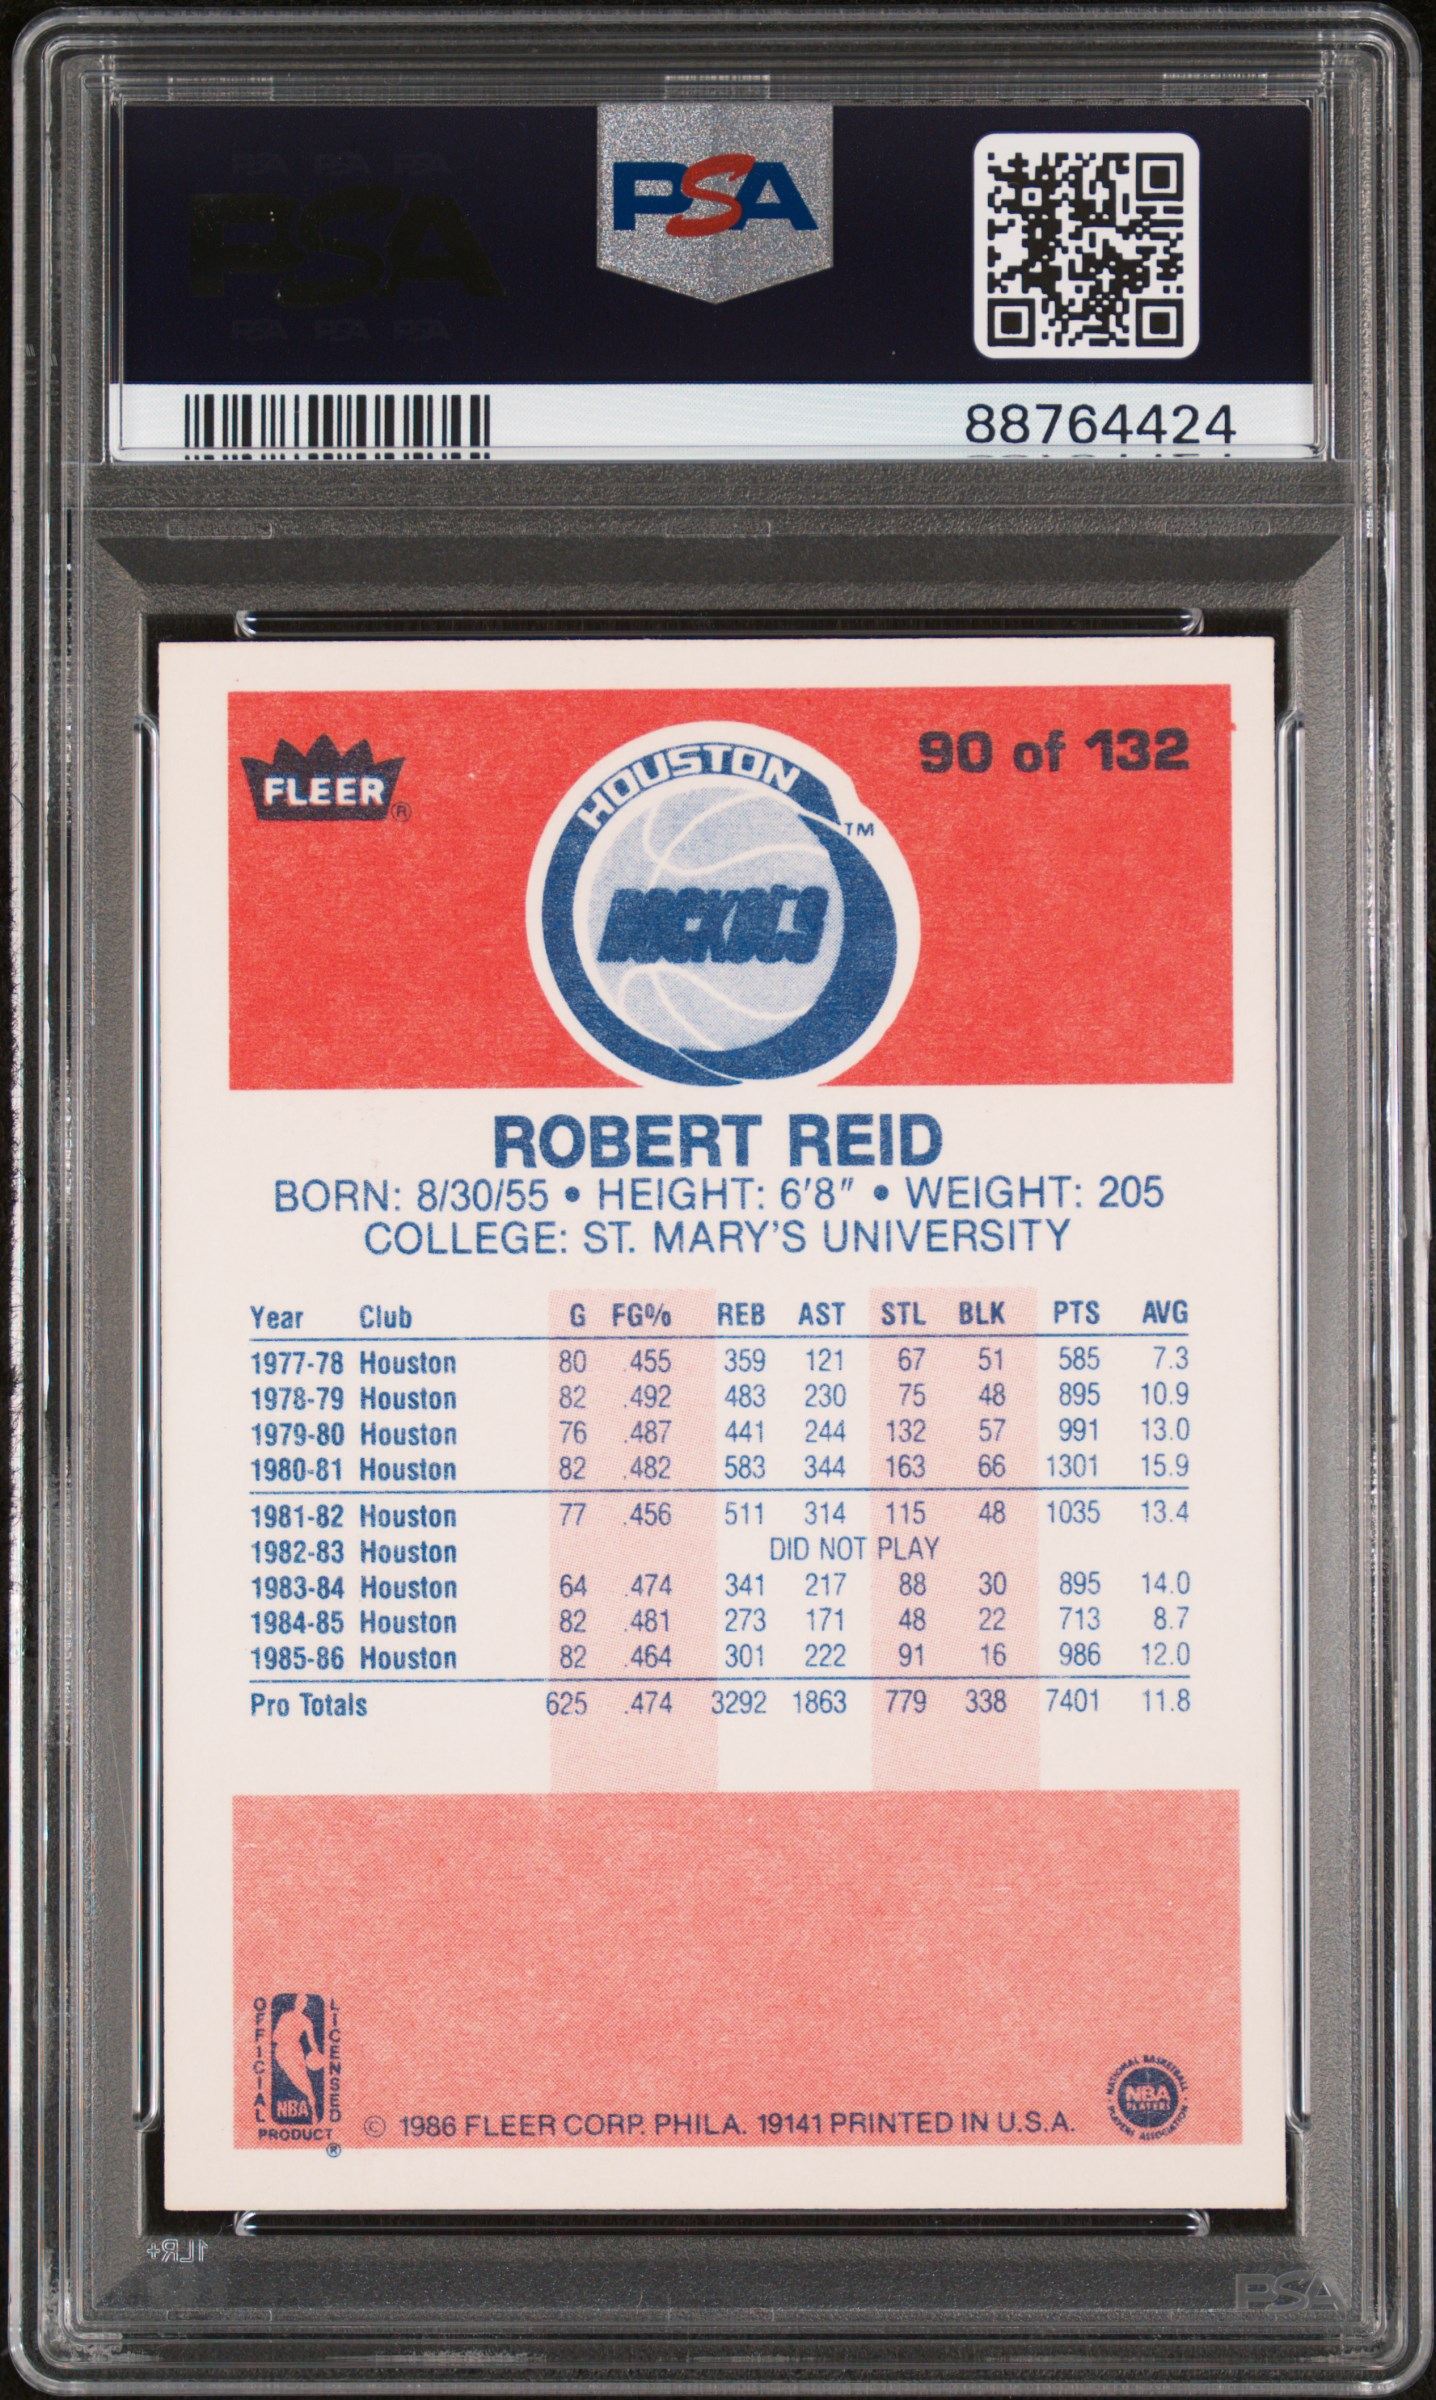 PSA
88764424
FLEER®
HOUSTON
ROCKETS
TM
90 of 132
ROBERT REID
BORN: 8/30/55 • HEIGHT: 6'8" • WEIGHT: 205
COLLEGE: ST. MARY'S UNIVERSITY
Year Club G FG% REB AST STL BLK PTS AVG
1977-78 Houston 80 .455 359 121 67 51 585 7.3
1978-79 Houston 82 .492 483 230 75 48 895 10.9
1979-80 Houston 76 .487 441 244 132 57 991 13.0
1980-81 Houston 82 .482 583 344 163 66 1301 15.9
1981-82 Houston 77 .456 511 314 115 48 1035 13.4
1982-83 Houston DID NOT PLAY
1983-84 Houston 64 .474 341 217 88 30 895 14.0
1984-85 Houston 82 .481 273 171 48 22 713 8.7
1985-86 Houston 82 .464 301 222 91 16 986 12.0
Pro Totals 625 .474 3292 1863 779 338 7401 11.8
OFFICIAL LICENSED
NBA
PRODUCT®
© 1986 FLEER CORP. PHILA. 19141 PRINTED IN U.S.A.
NATIONAL BASKETBALL
NBA
PLAYERS
PLAYERS ASSOCIATION
1LR+
PSA